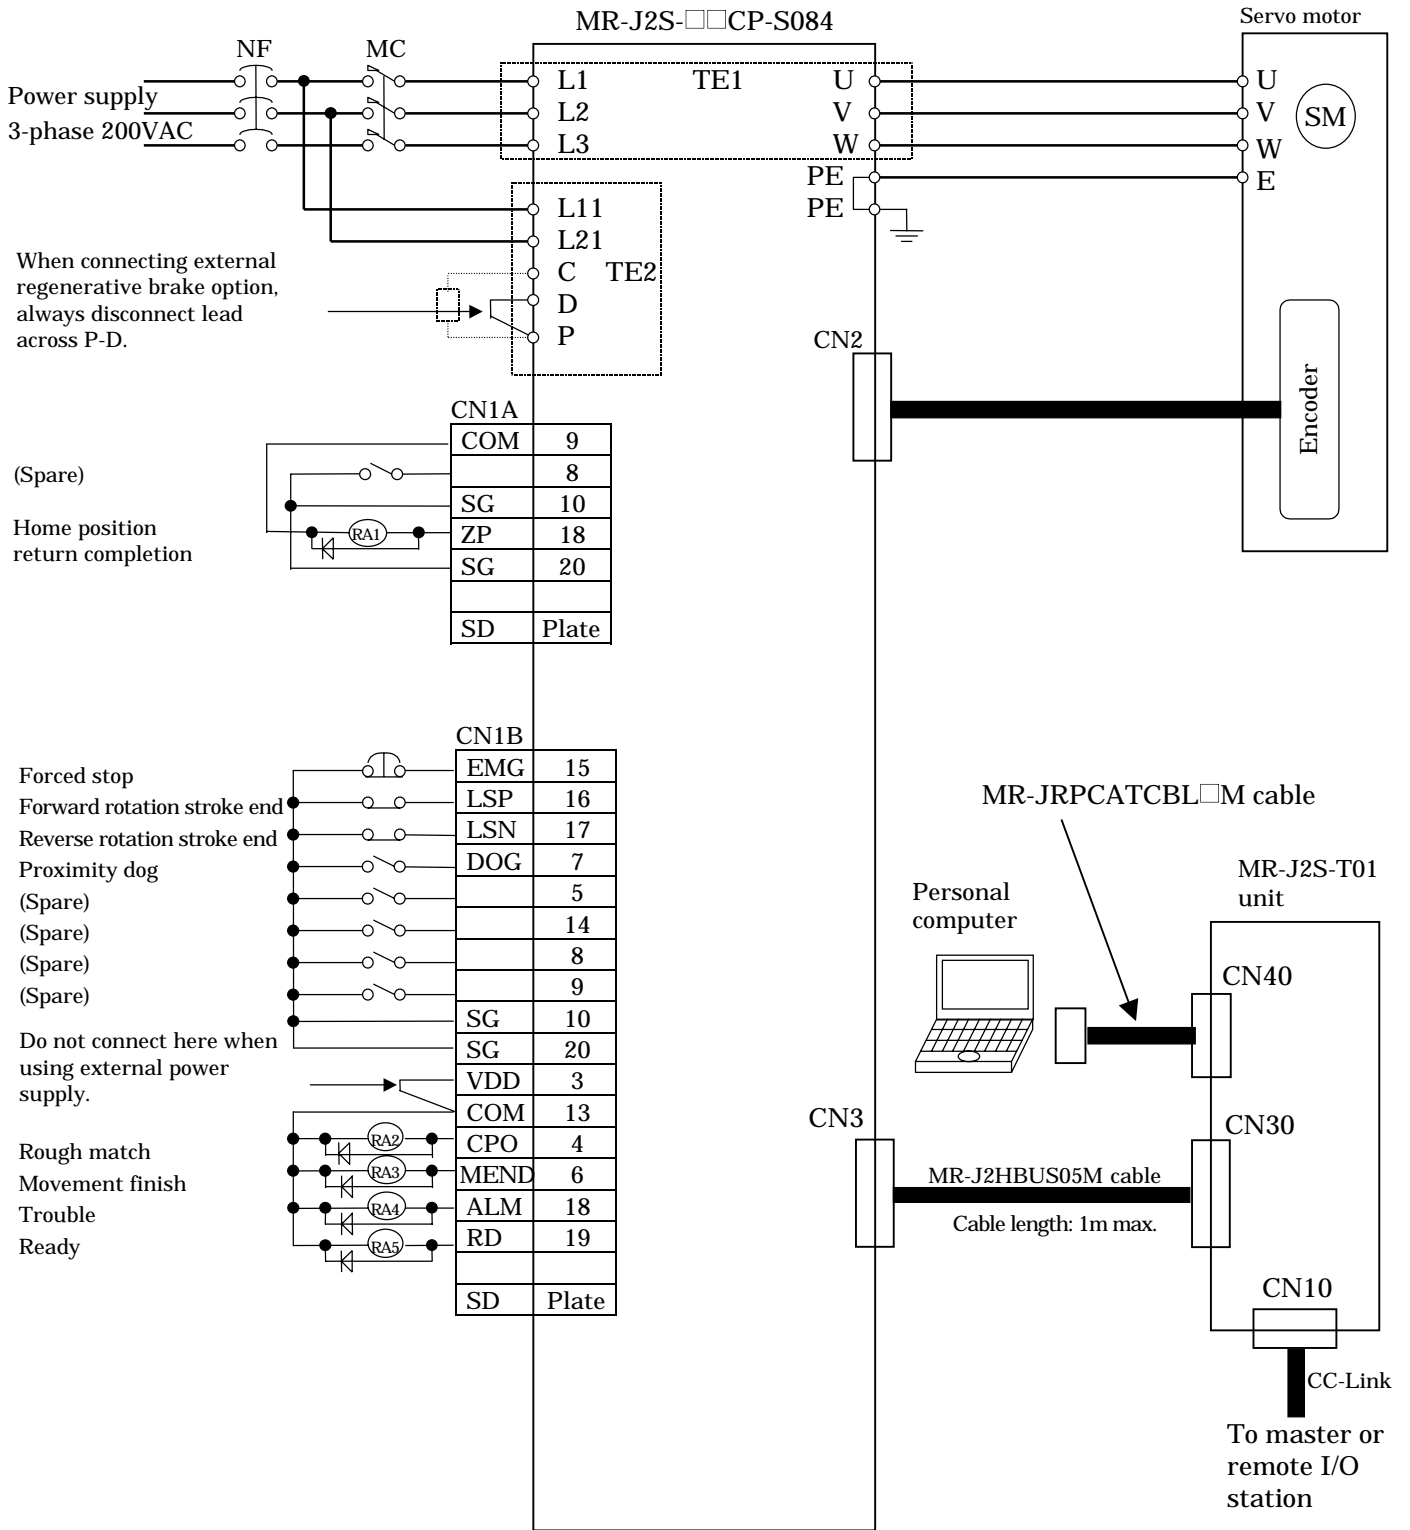 MR-J2S-□□CP-S084
Servo motor
NF
MC
Power supply
3-phase 200VAC
L1
TE1
U
L2
V
L3
W
U
V
SM
W
E
PE
PE
L11
L21
C
TE2
D
P
When connecting external
regenerative brake option,
always disconnect lead
across P-D.
CN2
Encoder
CN1A
COM 9
(Spare)
8
SG 10
Home position
return completion
RA1
ZP 18
SG 20
SD Plate
CN1B
Forced stop
EMG 15
Forward rotation stroke end
LSP 16
Reverse rotation stroke end
LSN 17
Proximity dog
DOG 7
(Spare)
5
(Spare)
14
(Spare)
8
(Spare)
9
SG 10
Do not connect here when
using external power
supply.
SG 20
VDD 3
COM 13
Rough match
RA2
CPO 4
Movement finish
RA3
MEND 6
Trouble
RA4
ALM 18
Ready
RA5
RD 19
SD Plate
MR-JRPCATCBL□M cable
Personal
computer
MR-J2S-T01
unit
CN40
CN3
CN30
MR-J2HBUS05M cable
Cable length: 1m max.
CN10
CC-Link
To master or
remote I/O
station